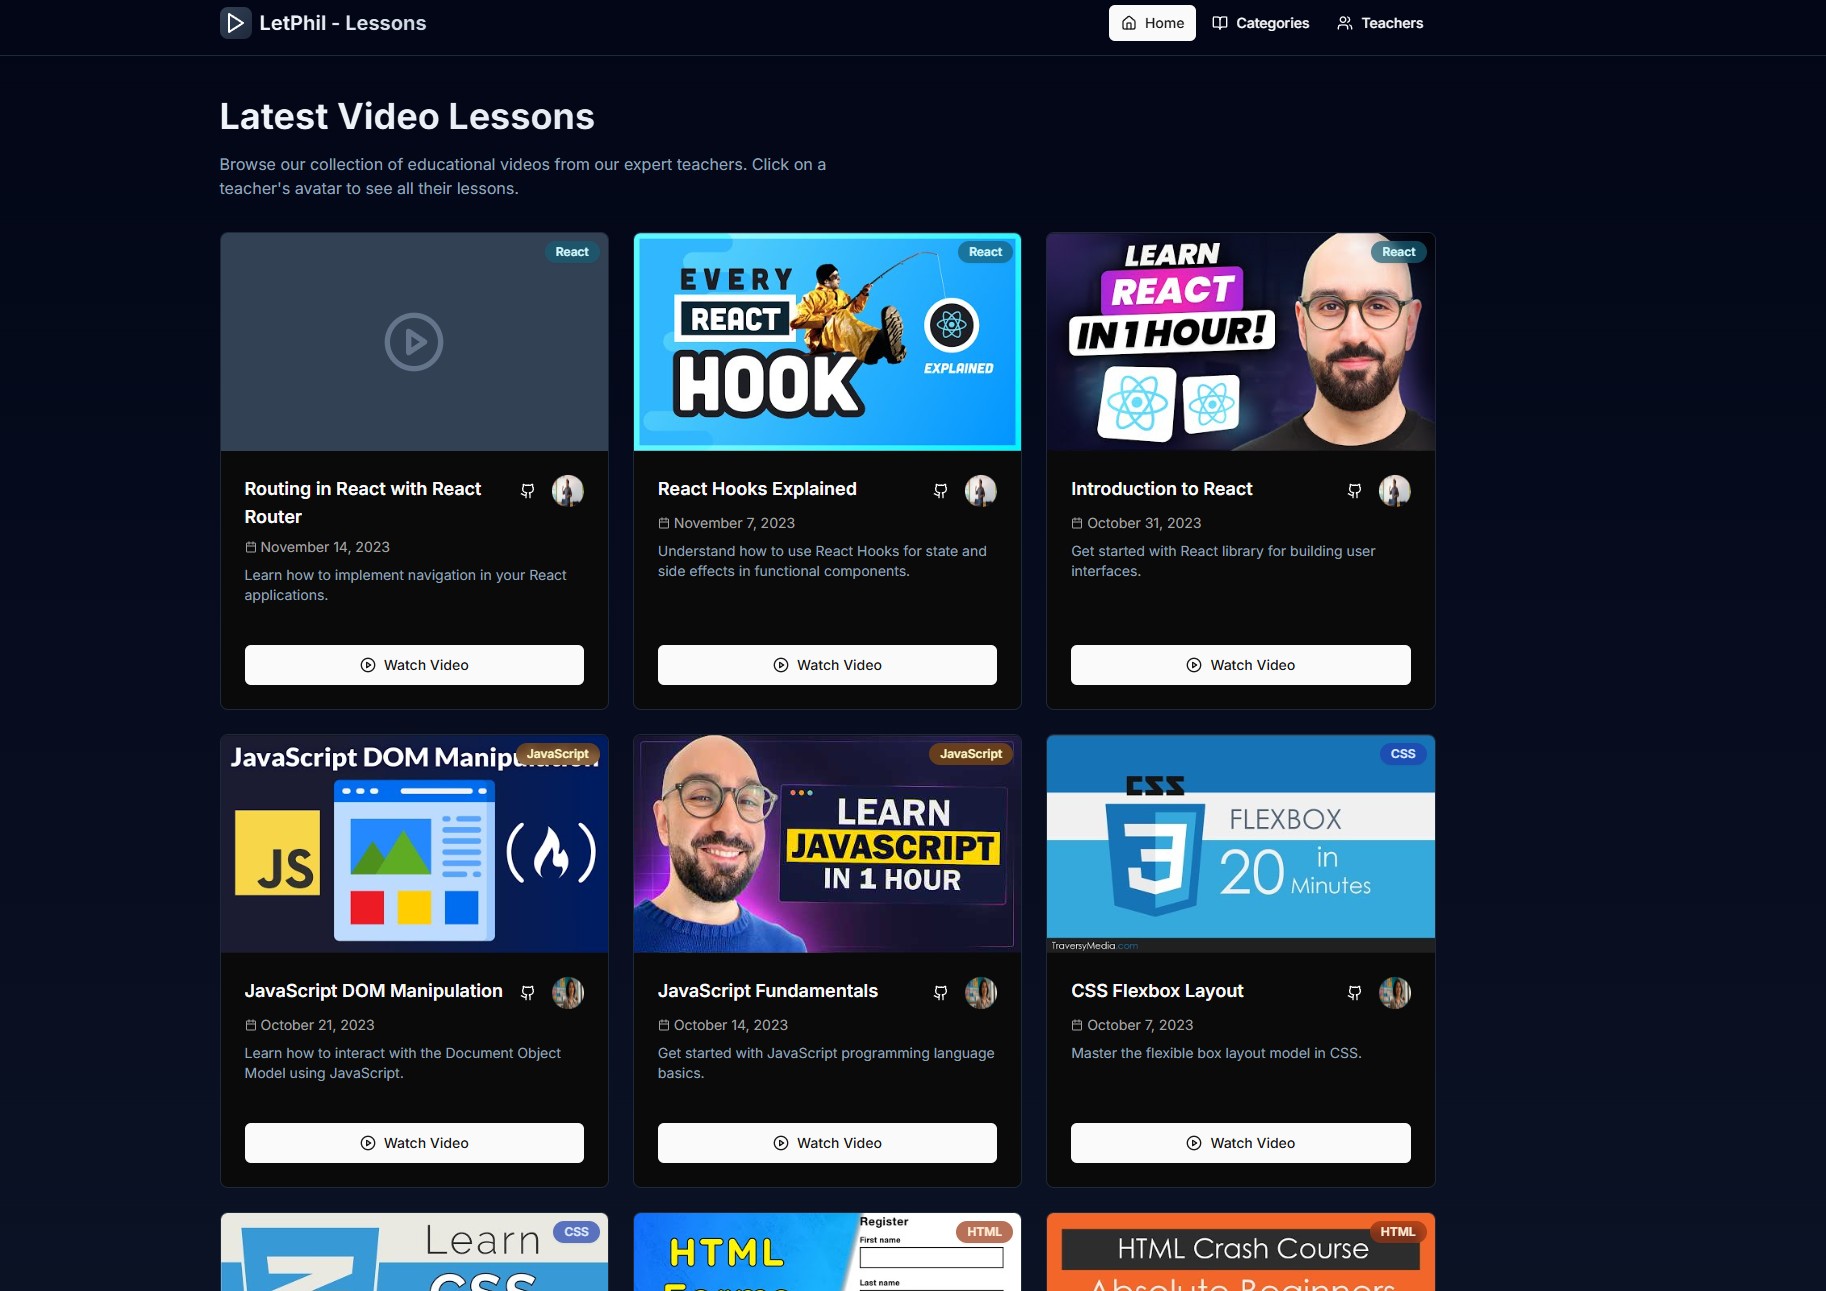 LetPhil - Lessons
Home
Categories
Teachers
Latest Video Lessons
Browse our collection of educational videos from our expert teachers. Click on a
teacher's avatar to see all their lessons.
React
Routing in React with React
Router
November 14, 2023
Learn how to implement navigation in your React
applications.
Watch Video
React
EVERY
REACT
HOOK
EXPLAINED
React Hooks Explained
November 7, 2023
Understand how to use React Hooks for state and
side effects in functional components.
Watch Video
React
LEARN
REACT
IN 1 HOUR!
Introduction to React
October 31, 2023
Get started with React library for building user
interfaces.
Watch Video
JavaScript
JavaScript DOM Manipulation
JS
JavaScript DOM Manipulation
October 21, 2023
Learn how to interact with the Document Object
Model using JavaScript.
Watch Video
JavaScript
LEARN
JAVASCRIPT
IN 1 HOUR
JavaScript Fundamentals
October 14, 2023
Get started with JavaScript programming language
basics.
Watch Video
CSS
CSS
3
FLEXBOX
20 in
Minutes
TraversyMedia.com
CSS Flexbox Layout
October 7, 2023
Master the flexible box layout model in CSS.
Watch Video
CSS
Learn
CSS
HTML
HTML
Forms
Register
First name
Last name
HTML
HTML Crash Course
Absolute Beginners